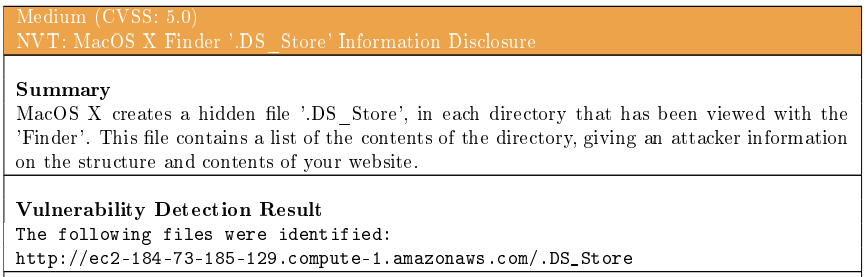 Medium (CVSS: 5.0)
NVT: MacOS X Finder '.DS_Store' Information Disclosure
Summary
MacOS X creates a hidden file '.DS_Store', in each directory that has been viewed with the
'Finder'. This file contains a list of the contents of the directory, giving an attacker information
on the structure and contents of your website.
Vulnerability Detection Result
The following files were identified:
http://ec2-184-73-185-129.compute-1.amazonaws.com/.DS_Store